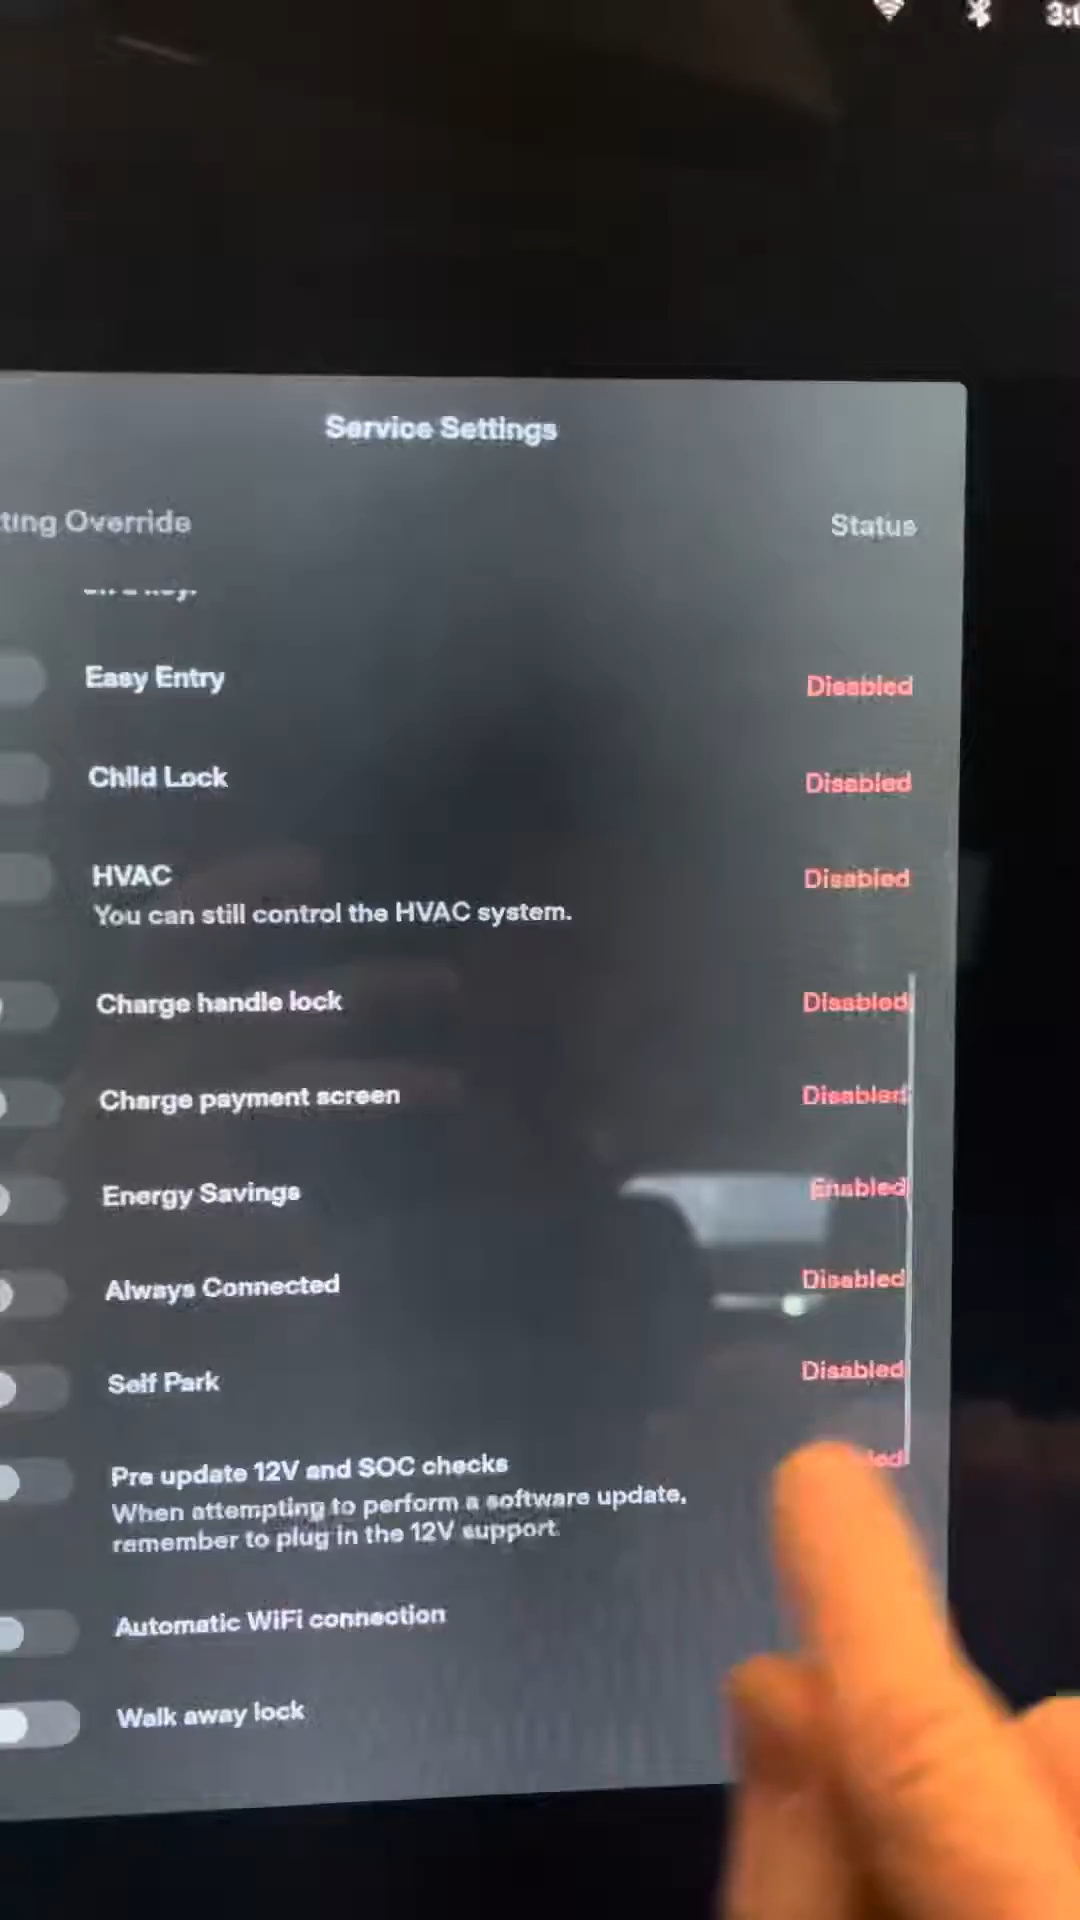 Service Settings
Override
Status
Easy Entry
Disabled
Child Lock
Disabled
HVAC
Disabled
You can still control the HVAC system.
Charge handle lock
Disabled
Charge payment screen
Disabled
Energy Savings
Enabled
Always Connected
Disabled
Self Park
Disabled
Pre update 12V and SOC checks
When attempting to perform a software update,
remember to plug in the 12V support.
Automatic WiFi connection
Walk away lock